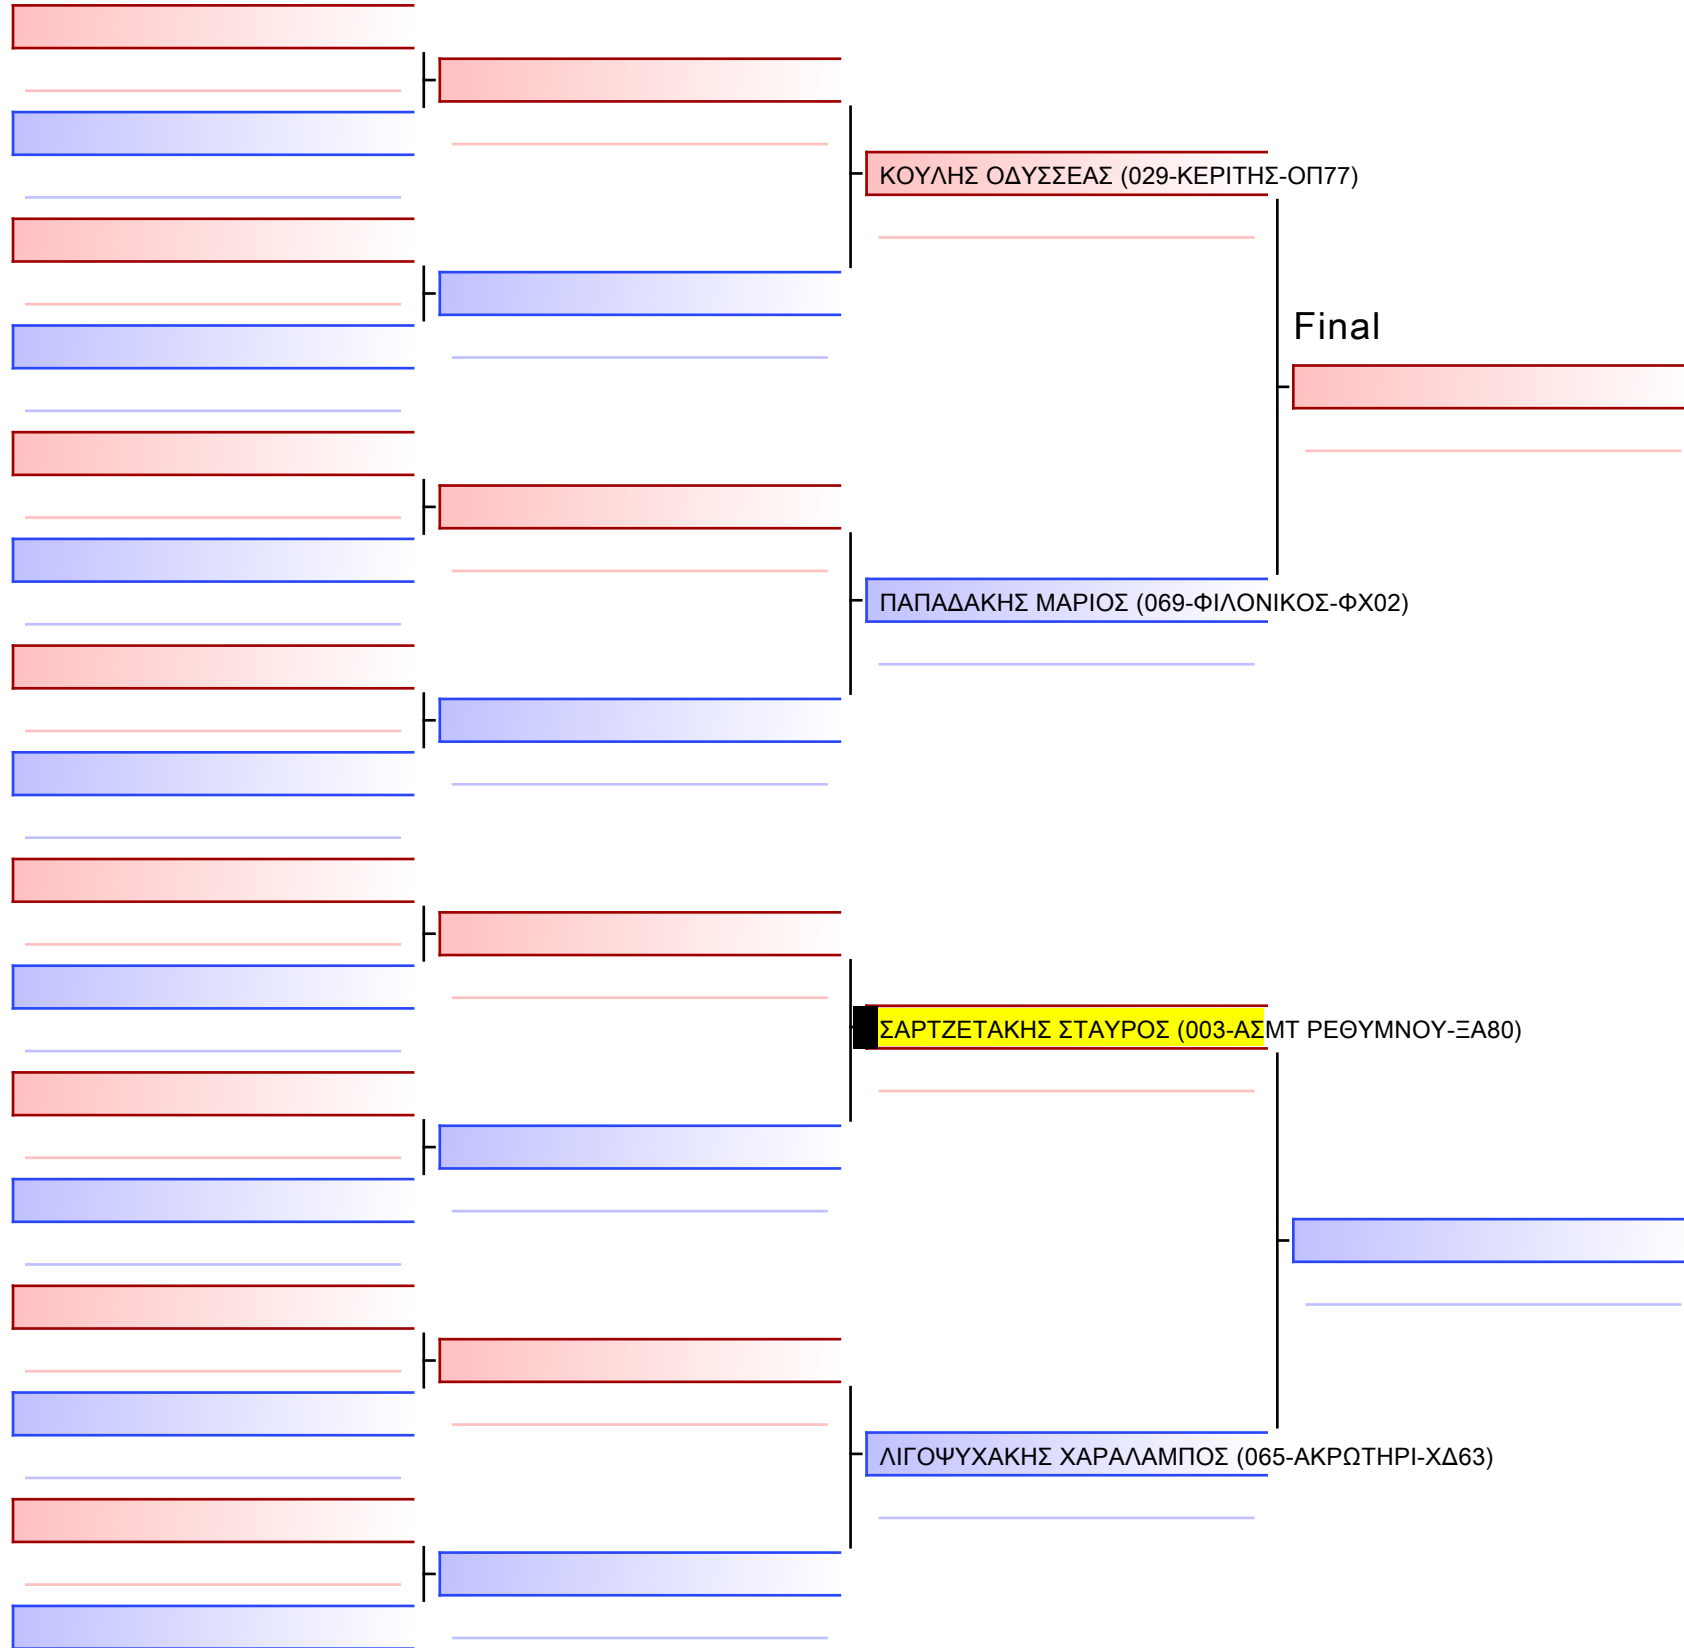 ΚΟΥΛΗΣ ΟΔΥΣΣΕΑΣ (029-ΚΕΡΙΤΗΣ-ΟΠ77)
Final
ΠΑΠΑΔΑΚΗΣ ΜΑΡΙΟΣ (069-ΦΙΛΟΝΙΚΟΣ-ΦΧ02)
ΣΑΡΤΖΕΤΑΚΗΣ ΣΤΑΥΡΟΣ (003-ΑΣΜΤ ΡΕΘΥΜΝΟΥ-ΞΑ80)
ΛΙΓΟΨΥΧΑΚΗΣ ΧΑΡΑΛΑΜΠΟΣ (065-ΑΚΡΩΤΗΡΙ-ΧΔ63)